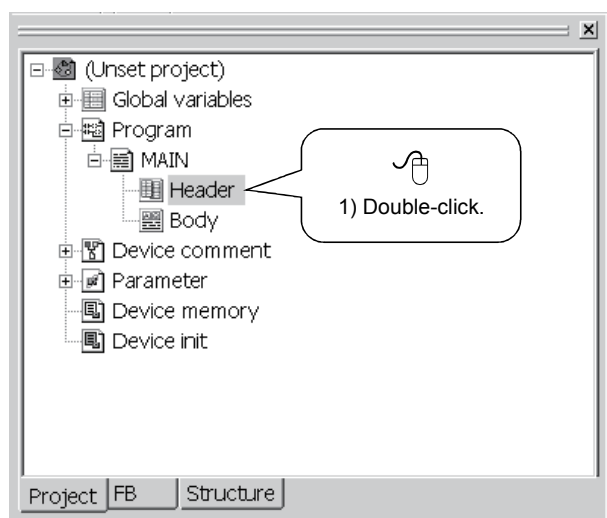 (Unset project)
Global variables
Program
MAIN
Header
1) Double-click.
Body
Device comment
Parameter
Device memory
Device init
Project FB Structure